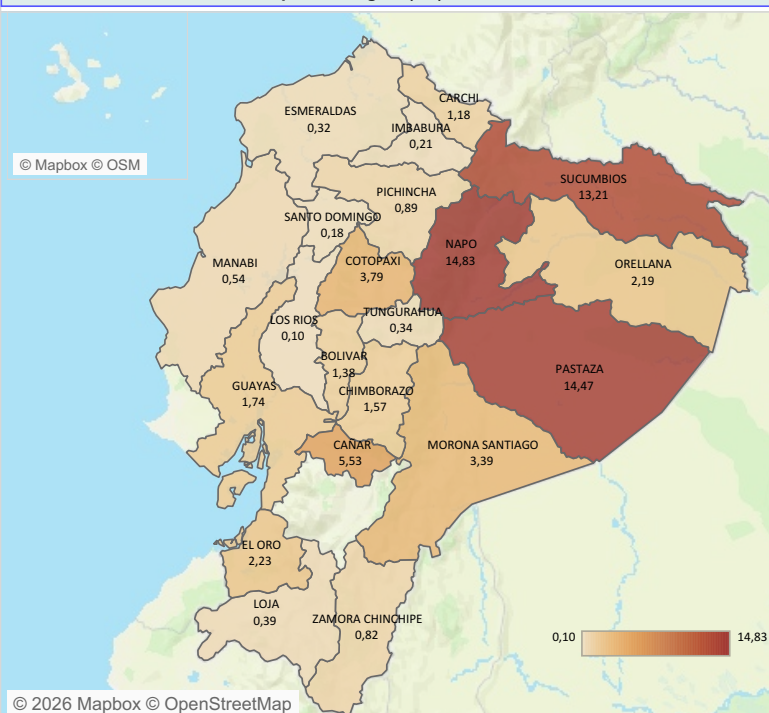 CARCHI
1,18
ESMERALDAS
0,32
IMBABURA
0,21
© Mapbox © OSM
SUCUMBIOS
13,21
PICHINCHA
0,89
SANTO DOMINGO
0,18
NAPO
14,83
COTOPAXI
3,79
MANABI
0,54
ORELLANA
2,19
TUNGURAHUA
0,34
LOS RIOS
0,10
BOLIVAR
1,38
PASTAZA
14,47
GUAYAS
1,74
CHIMBORAZO
1,57
CAÑAR
5,53
MORONA SANTIAGO
3,39
EL ORO
2,23
LOJA
0,39
ZAMORA CHINCHIPE
0,82
0,10 14,83
© 2026 Mapbox © OpenStreetMap